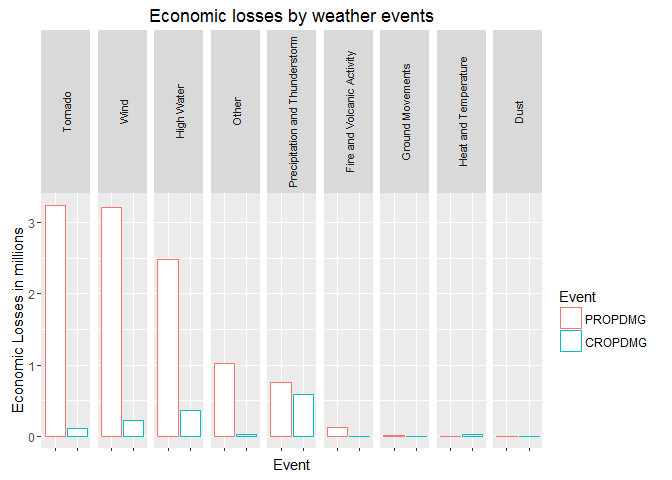 Economic losses by weather events
Tornado
Wind
High Water
Other
Precipitation and Thunderstorm
Fire and Volcanic Activity
Ground Movements
Heat and Temperature
Dust
Economic Losses in millions
3
2
1
0
Event
Event
PROPDMG
CROPDMG